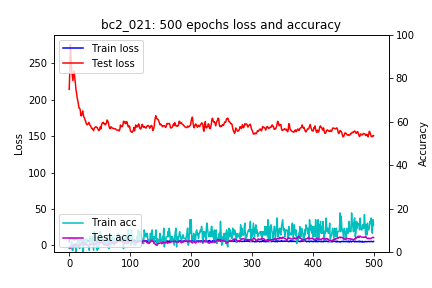 bc2_021: 500 epochs loss and accuracy
Train loss
Test loss
Train acc
Test acc
Loss
Accuracy
250
200
150
100
50
0
100
80
60
40
20
0
0
100
200
300
400
500